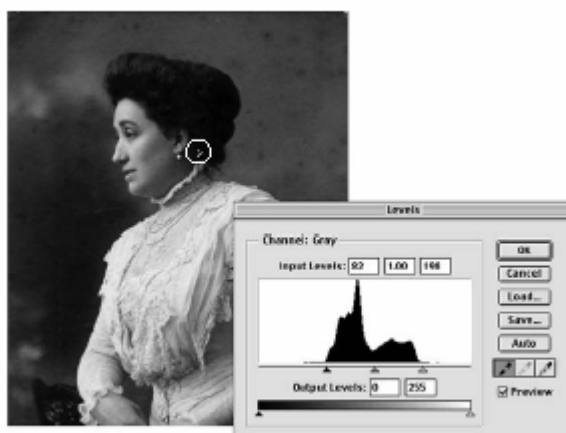 Levels
Channel: Gray
Input Levels: 82 1.00 198
Output Levels: 0 255
OK
Cancel
Load...
Save...
Auto
Preview